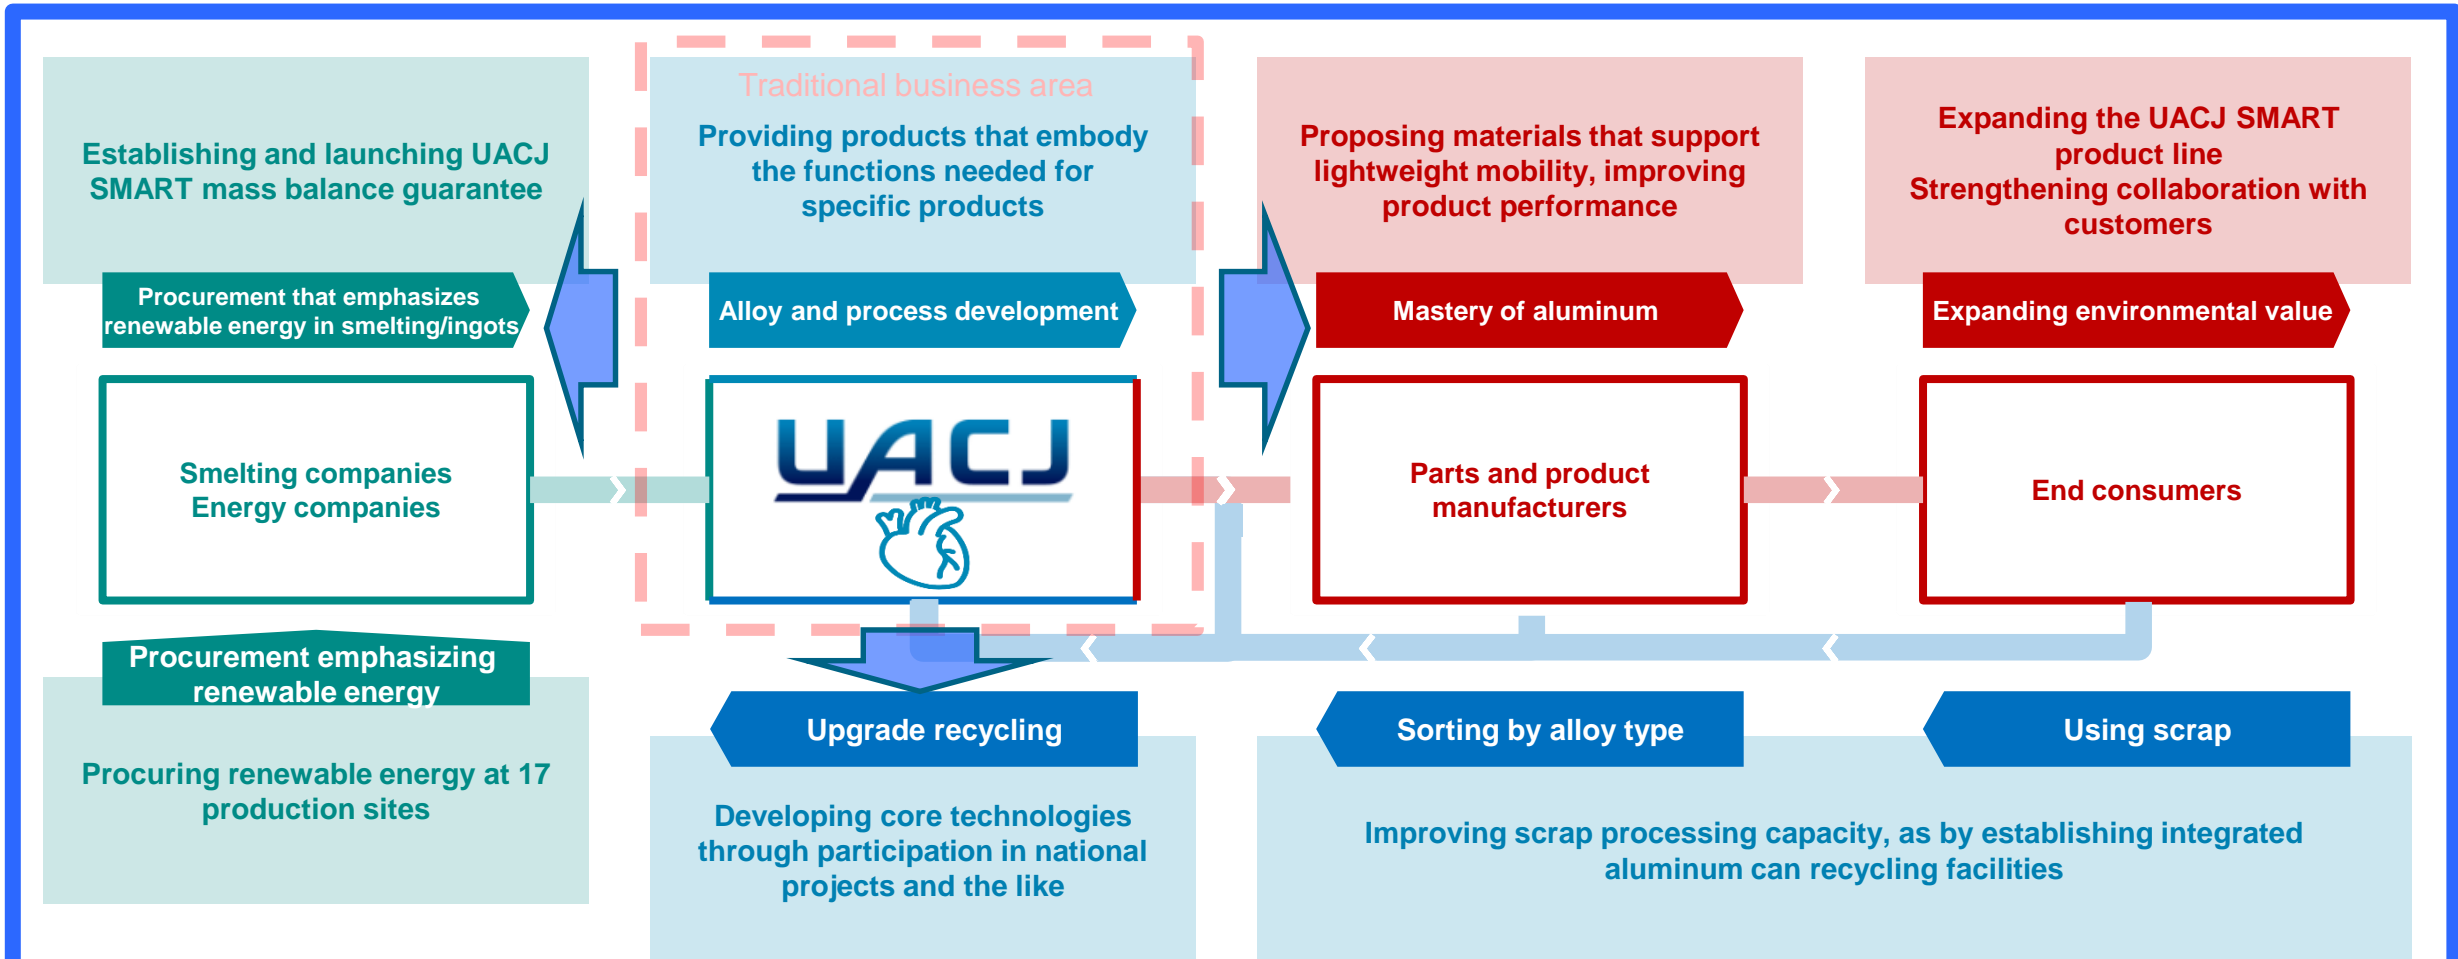 Traditional business area
Establishing and launching UACJ
SMART mass balance guarantee
Providing products that embody
the functions needed for
specific products
Proposing materials that support
lightweight mobility, improving
product performance
Expanding the UACJ SMART
product line
Strengthening collaboration with
customers
Procurement that emphasizes
renewable energy in smelting/ingots
Alloy and process development
Mastery of aluminum
Expanding environmental value
Smelting companies
Energy companies
UACJ
Parts and product
manufacturers
End consumers
Procurement emphasizing
renewable energy
Procuring renewable energy at 17
production sites
Upgrade recycling
Developing core technologies
through participation in national
projects and the like
Sorting by alloy type
Using scrap
Improving scrap processing capacity, as by establishing integrated
aluminum can recycling facilities